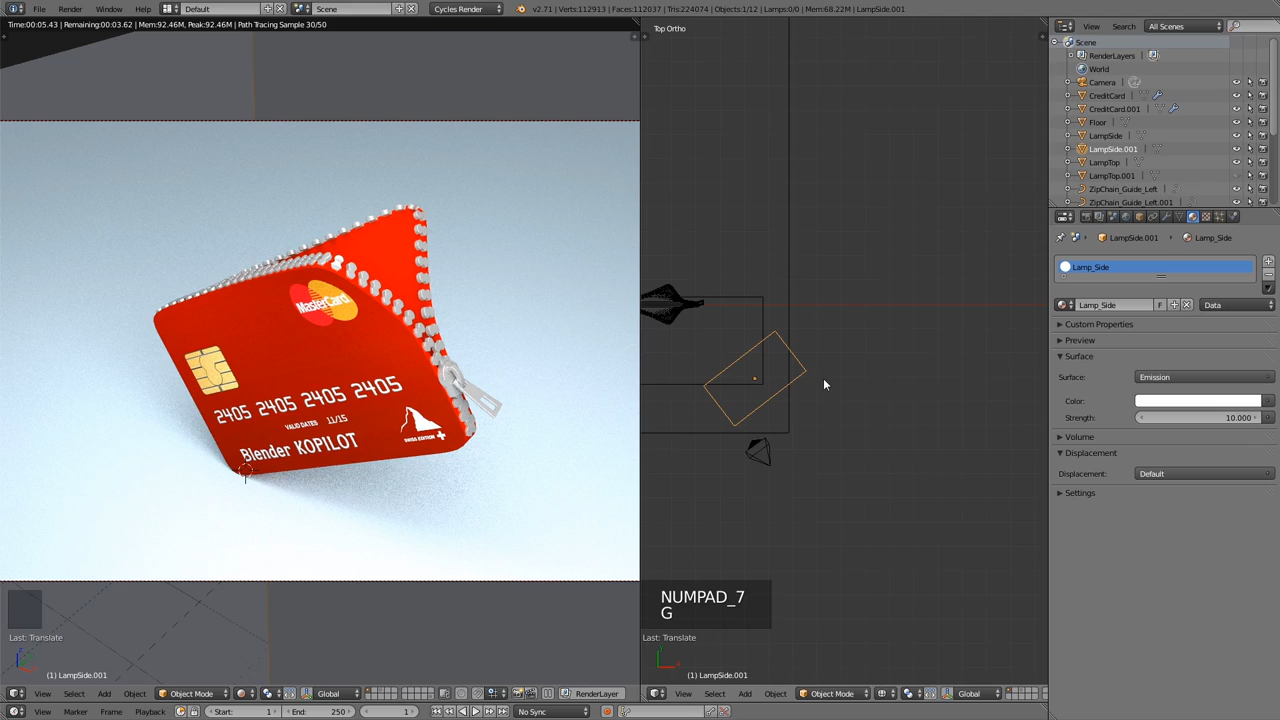 File Render Window Help Default Scene Cycles Render v2.71 | Verts:112913 | Faces:112037 | Tris:224074 | Objects:1/12 | Lamps:0/0 | Mem:68.22M | LampSide.001
Time:00:05.43 | Remaining:00:03.62 | Mem:92.46M, Peak:92.46M | Path Tracing Sample 30/50
Top Ortho
View Search All Scenes
Scene
RenderLayers
World
Camera
CreditCard
CreditCard.001
Floor
LampSide
LampSide.001
LampTop
LampTop.001
ZipChain_Guide_Left
ZipChain_Guide_Left.001
LampSide.001 Lamp_Side
Lamp_Side
Lamp_Side F Data
Custom Properties
Preview
Surface
Surface: Emission
Color:
Strength: 10.000
Volume
Displacement
Displacement: Default
Settings
MasterCard
2405 2405 2405 2405
VALID DATES 11/15
Blender KOPILOT
SWISS EDITION
NUMPAD_7
G
Last: Translate
(1) LampSide.001
Last: Translate
(1) LampSide.001
View Select Add Object Object Mode Global RenderLayer
View Select Add Object Object Mode Global
View Marker Frame Playback Start: 1 End: 250 1 No Sync